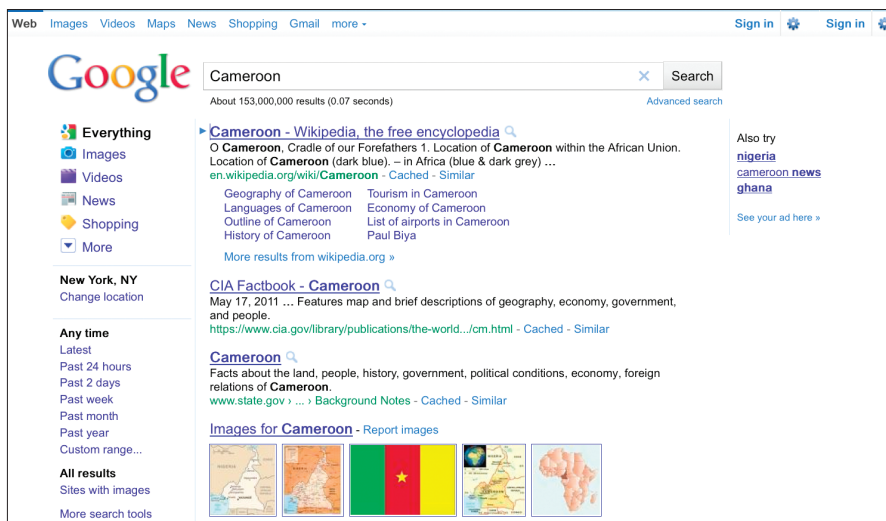 Web Images Videos Maps News Shopping Gmail more
Sign in Sign in
Google
Cameroon
Search
About 153,000,000 results (0.07 seconds)
Advanced search
Everything
Images
Videos
News
Shopping
More
New York, NY
Change location
Any time
Latest
Past 24 hours
Past 2 days
Past week
Past month
Past year
Custom range...
All results
Sites with images
More search tools
Cameroon - Wikipedia, the free encyclopedia
O Cameroon, Cradle of our Forefathers 1. Location of Cameroon within the African Union.
Location of Cameroon (dark blue). – in Africa (blue & dark grey) ...
en.wikipedia.org/wiki/Cameroon - Cached - Similar
Geography of Cameroon Tourism in Cameroon
Languages of Cameroon Economy of Cameroon
Outline of Cameroon List of airports in Cameroon
History of Cameroon Paul Biya
More results from wikipedia.org »
CIA Factbook - Cameroon
May 17, 2011 ... Features map and brief descriptions of geography, economy, government,
and people.
https://www.cia.gov/library/publications/the-world.../cm.html - Cached - Similar
Cameroon
Facts about the land, people, history, government, political conditions, economy, foreign
relations of Cameroon.
www.state.gov › ... › Background Notes - Cached - Similar
Images for Cameroon - Report images
Also try
nigeria
cameroon news
ghana
See your ad here »